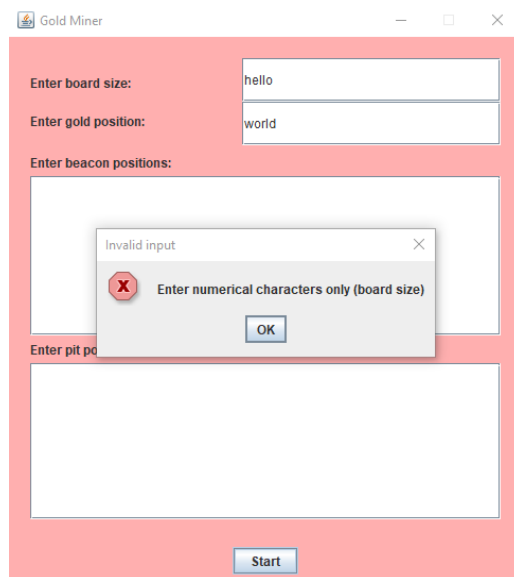 Gold Miner
Enter board size:
hello
Enter gold position:
world
Enter beacon positions:
Invalid input
Enter numerical characters only (board size)
OK
Enter pit po
Start